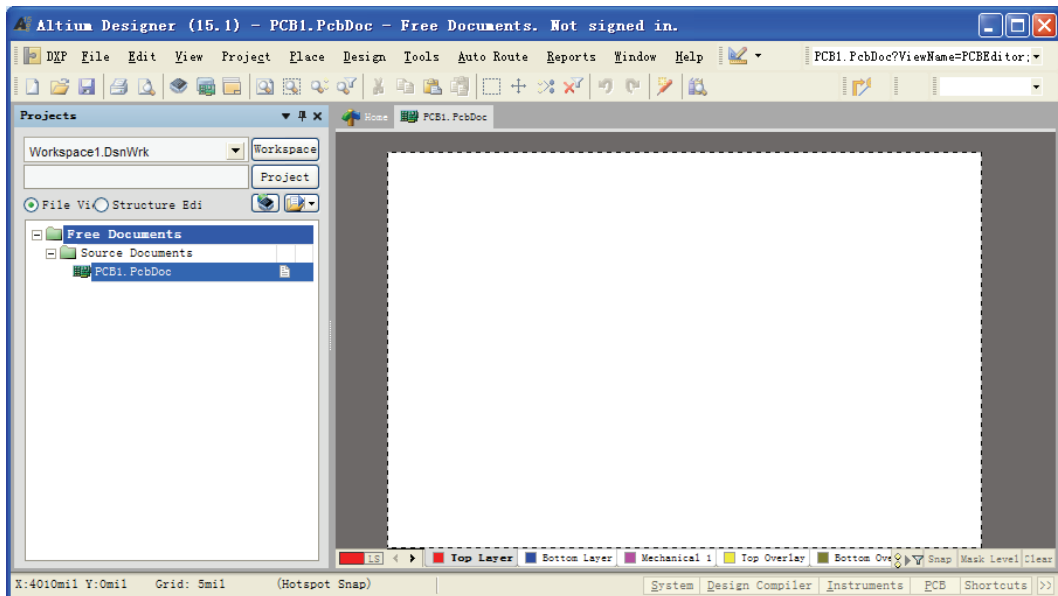 Altium Designer (15.1) - PCB1.PcbDoc - Free Documents. Not signed in.
DXP File Edit View Project Place Design Tools Auto Route Reports Window Help PCB1.PcbDoc?ViewName=PCBEditor;
Projects
Home PCB1.PcbDoc
Workspace1.DsnWrk Workspace
Project
File Vi Structure Edi
Free Documents
Source Documents
PCB1.PcbDoc
LS Top Layer Bottom Layer Mechanical 1 Top Overlay Bottom Ove Snap Mask Level Clear
X:4010mil Y:0mil Grid: 5mil (Hotspot Snap) System Design Compiler Instruments PCB Shortcuts >>